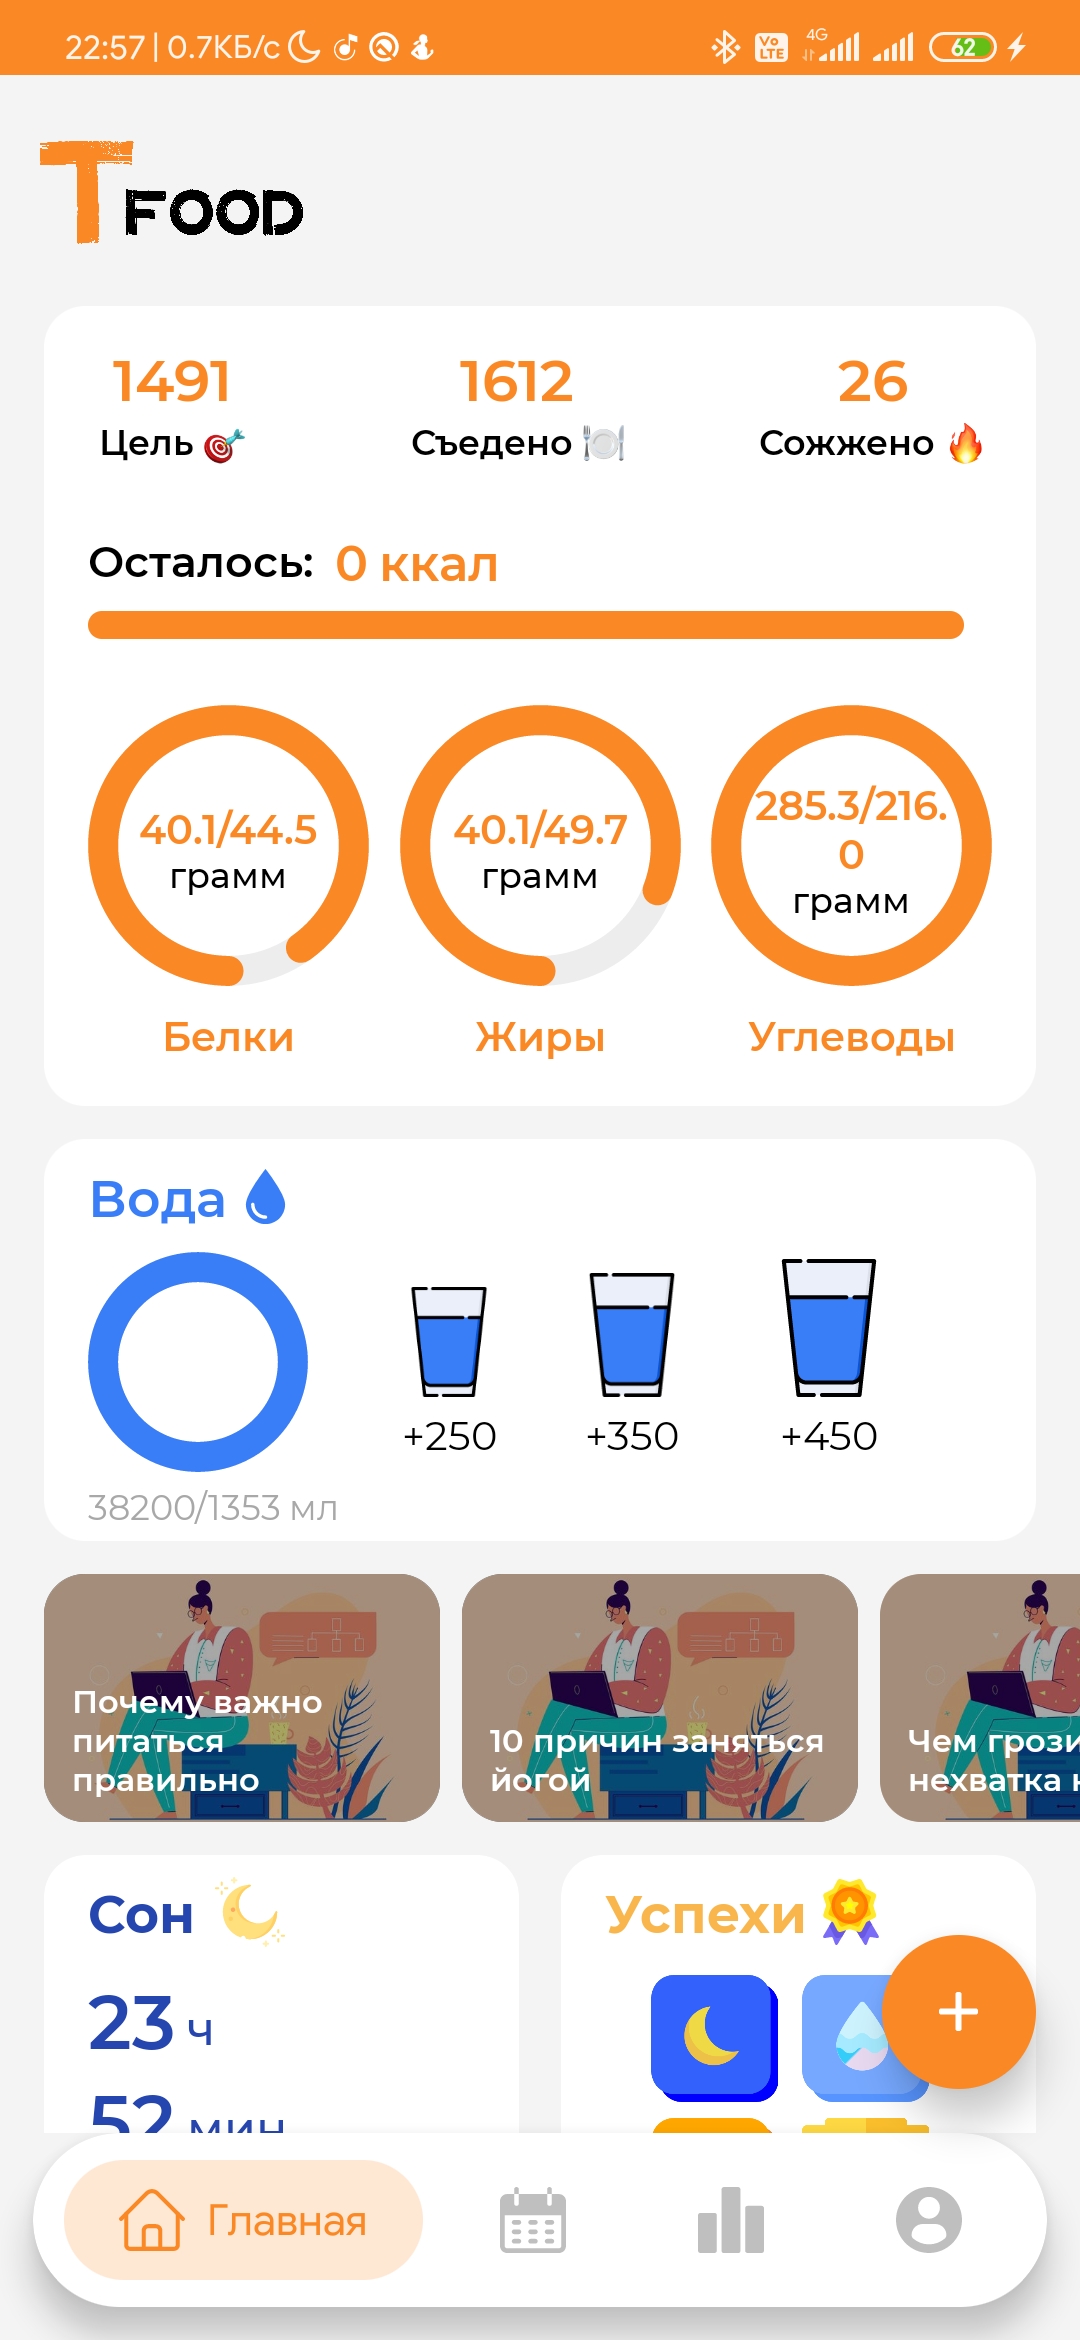 22:57 | 0.7КБ/с
Vo LTE 4G 62
T FOOD
1491 1612 26
Цель Съедено Сожжено
Осталось: 0 ккал
40.1/44.5
грамм
40.1/49.7
грамм
285.3/216.
0
грамм
Белки Жиры Углеводы
Вода
+250 +350 +450
38200/1353 мл
Почему важно
питаться
правильно
10 причин заняться
йогой
Чем грози
нехватка
Сон
23 ч
52 мин
Успехи
+
Главная